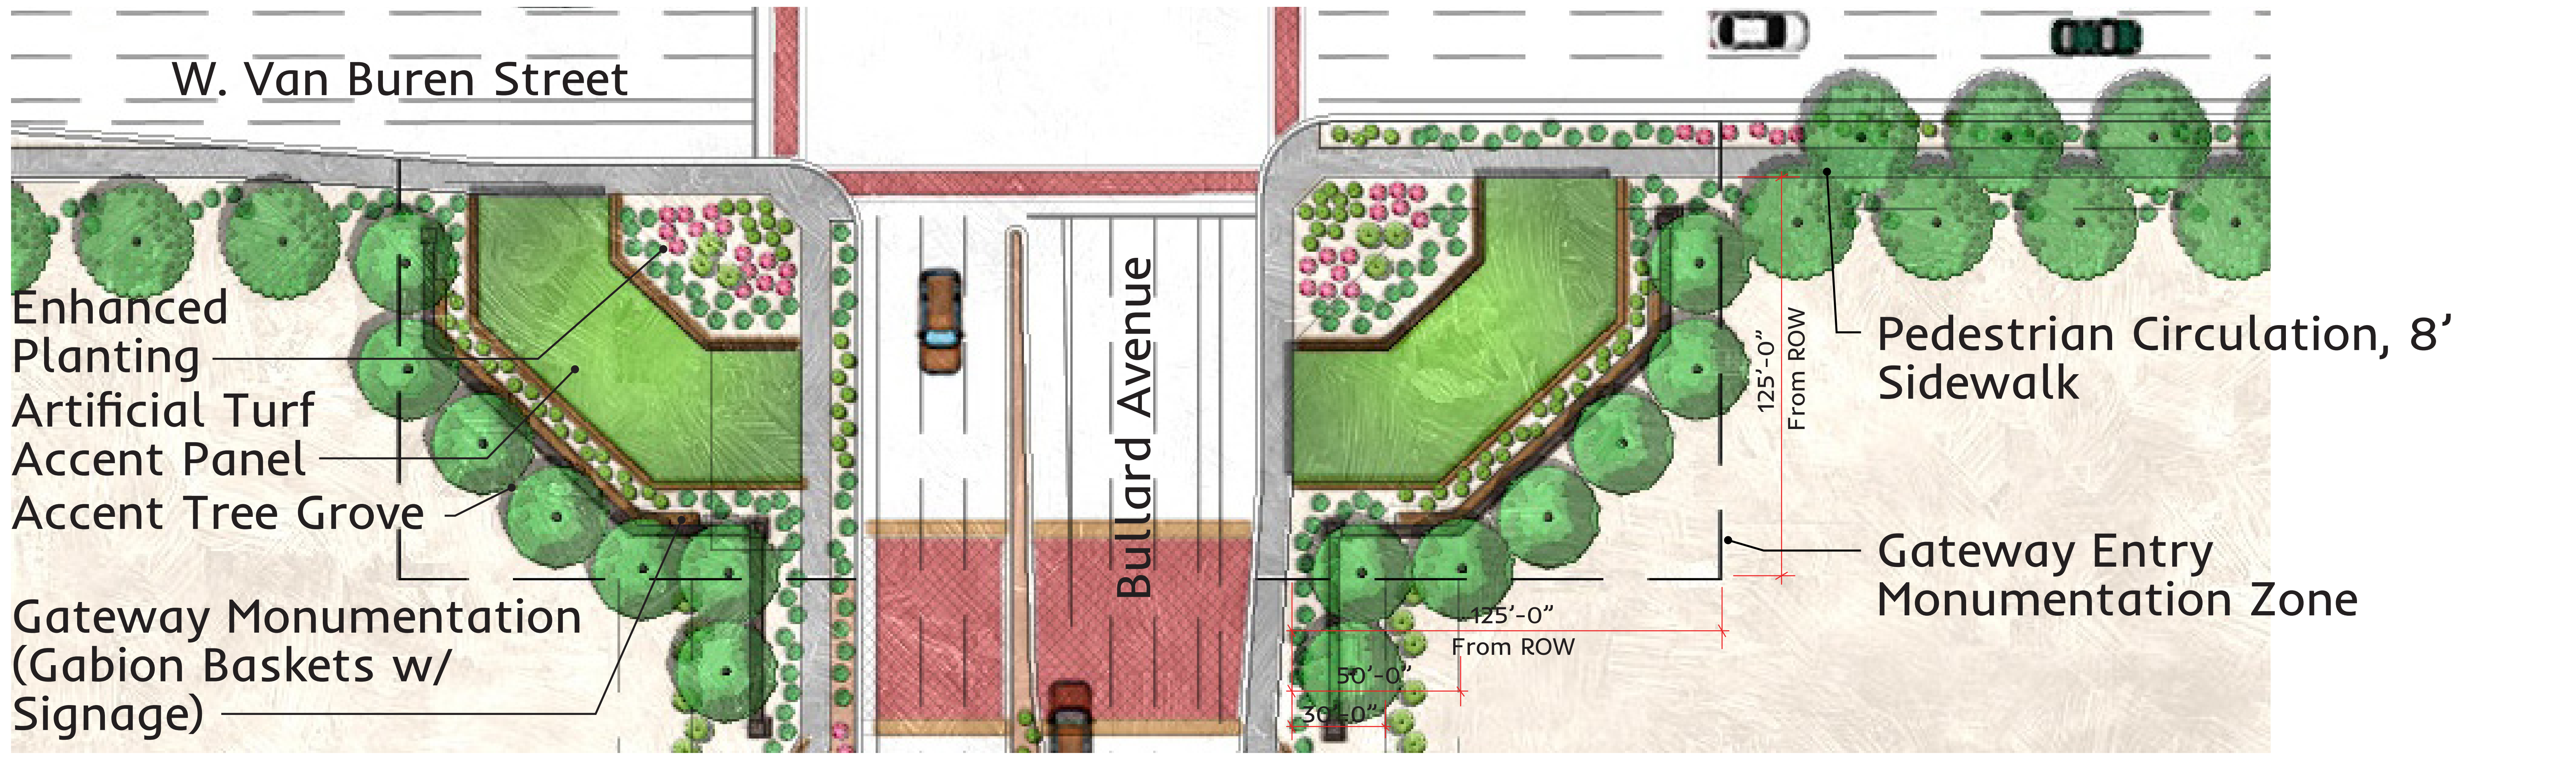 W. Van Buren Street
Bullard Avenue
Enhanced
Planting
Artificial Turf
Accent Panel
Accent Tree Grove
Gateway Monumentation
(Gabion Baskets w/
Signage)
Pedestrian Circulation, 8’
Sidewalk
125’-0”
From ROW
Gateway Entry
Monumentation Zone
125’-0”
From ROW
50’-0”
30’-0”